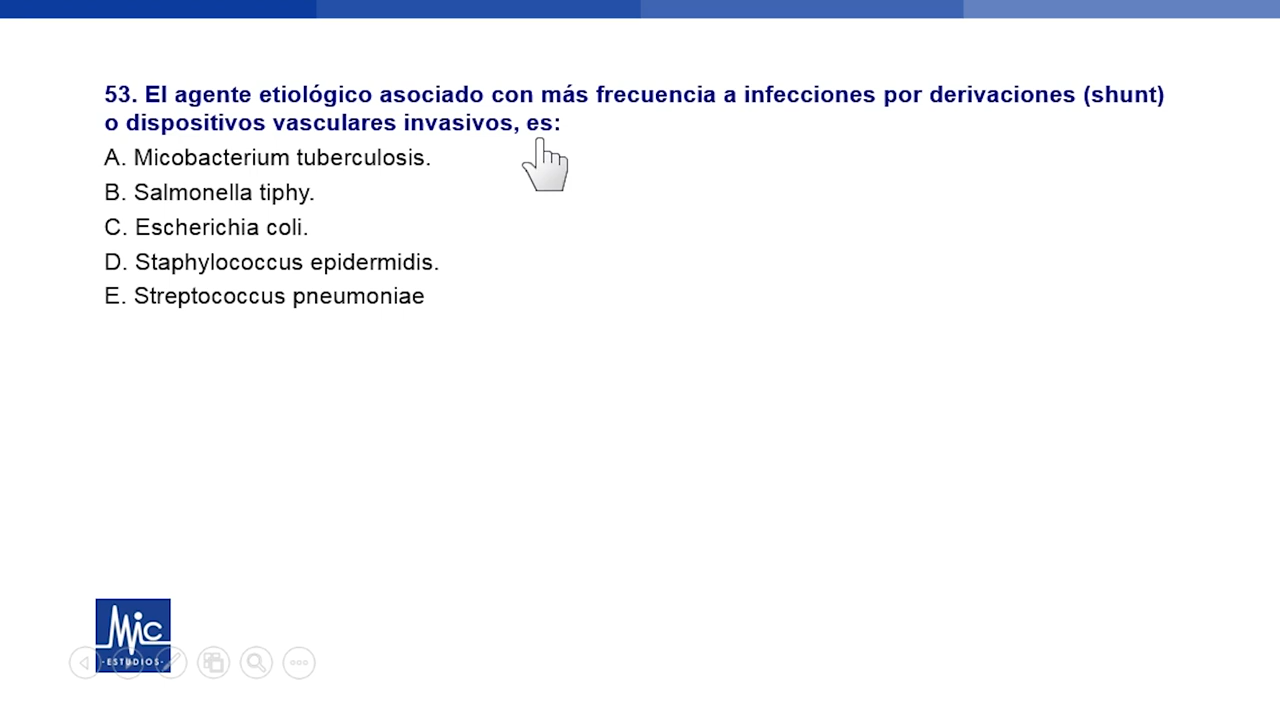 53. El agente etiológico asociado con más frecuencia a infecciones por derivaciones (shunt)
o dispositivos vasculares invasivos, es:
A. Micobacterium tuberculosis.
B. Salmonella tiphy.
C. Escherichia coli.
D. Staphylococcus epidermidis.
E. Streptococcus pneumoniae
Mic
·ESTUDIOS·